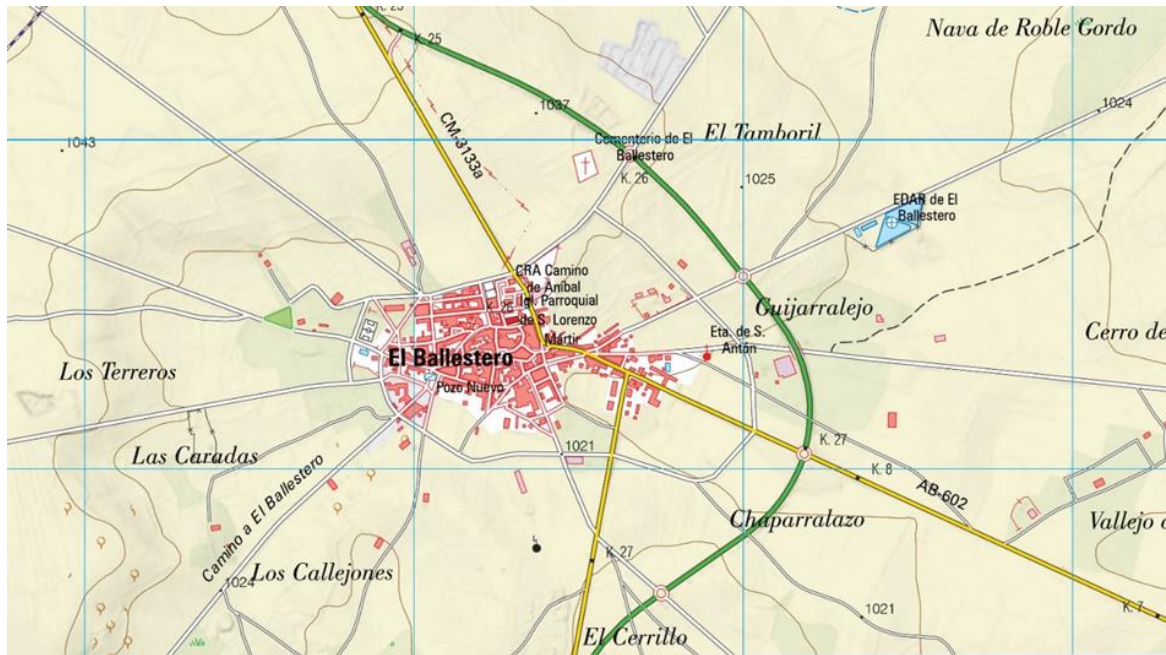 K. 25
Nava de Roble Gordo
K. 25
1037
1024
CM-3133a
El Tamboril
1043
Cementerio de El
Ballestero
K. 26
1025
EDAR de El
Ballestero
CRA Camino
de Aníbal
Igl. Parroquial
K. 26
de S. Lorenzo
Mártir
Guijarralejo
Eta. de S.
Antón
Cerro de
El Ballestero
Los Terreros
Pozo Nuevo
1021
K. 27
Las Caradas
K. 8
AB-602
Camino a El Ballestero
Chaparralazo
Vallejo
K. 27
Los Callejones
1024
1021
K. 7
El Cerrillo